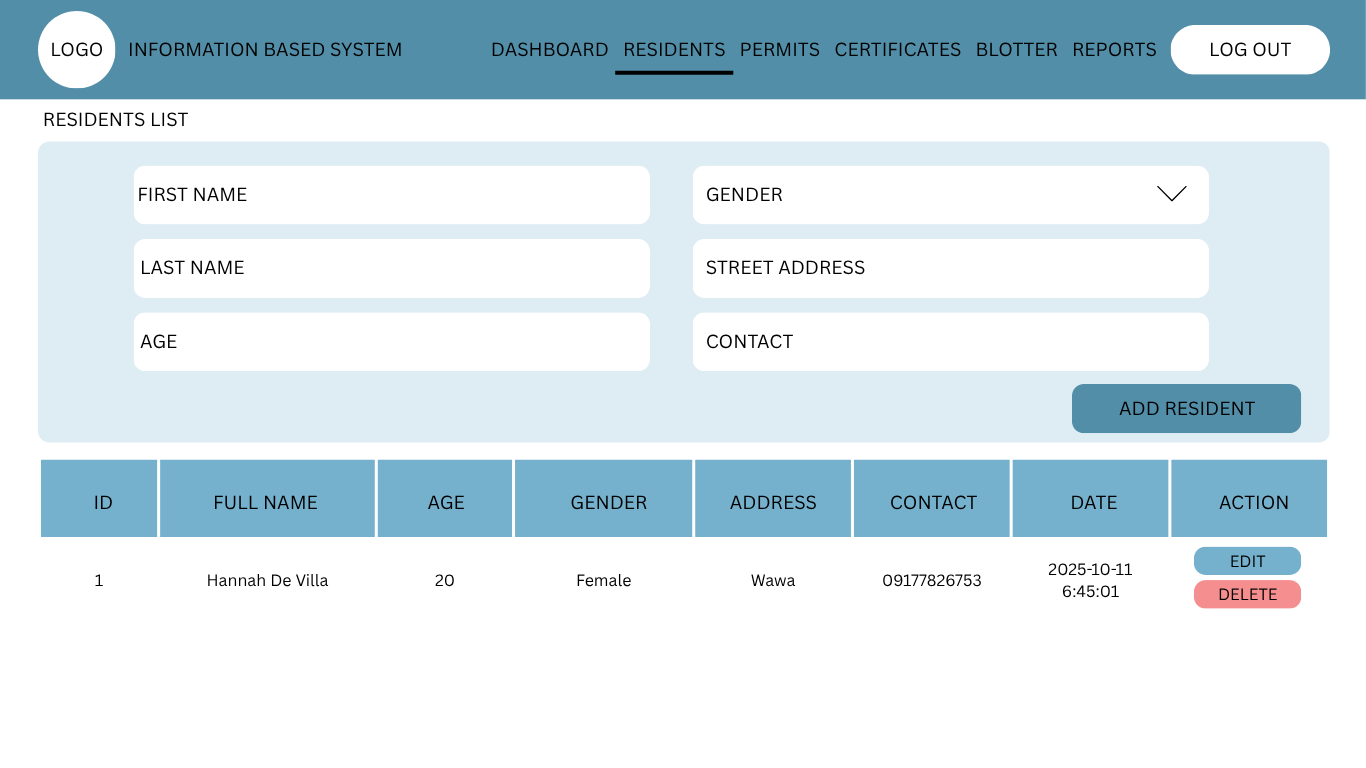 LOGO INFORMATION BASED SYSTEM DASHBOARD RESIDENTS PERMITS CERTIFICATES BLOTTER REPORTS LOG OUT
RESIDENTS LIST
FIRST NAME GENDER
LAST NAME STREET ADDRESS
AGE CONTACT
ADD RESIDENT
ID FULL NAME AGE GENDER ADDRESS CONTACT DATE ACTION
1 Hannah De Villa 20 Female Wawa 09177826753 2025-10-11 6:45:01
EDIT
DELETE